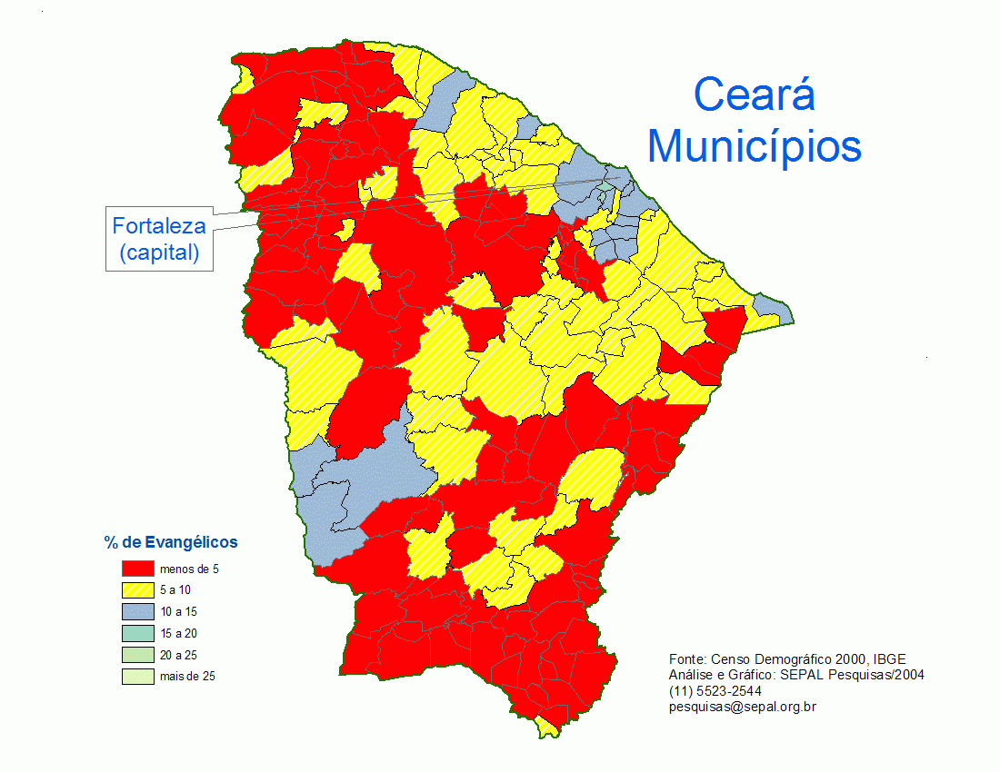 Ceará
Municípios
Fortaleza
(capital)
% de Evangélicos
menos de 5
5 a 10
10 a 15
15 a 20
20 a 25
mais de 25
Fonte: Censo Demográfico 2000, IBGE
Análise e Gráfico: SEPAL Pesquisas/2004
(11) 5523-2544
pesquisas@sepal.org.br